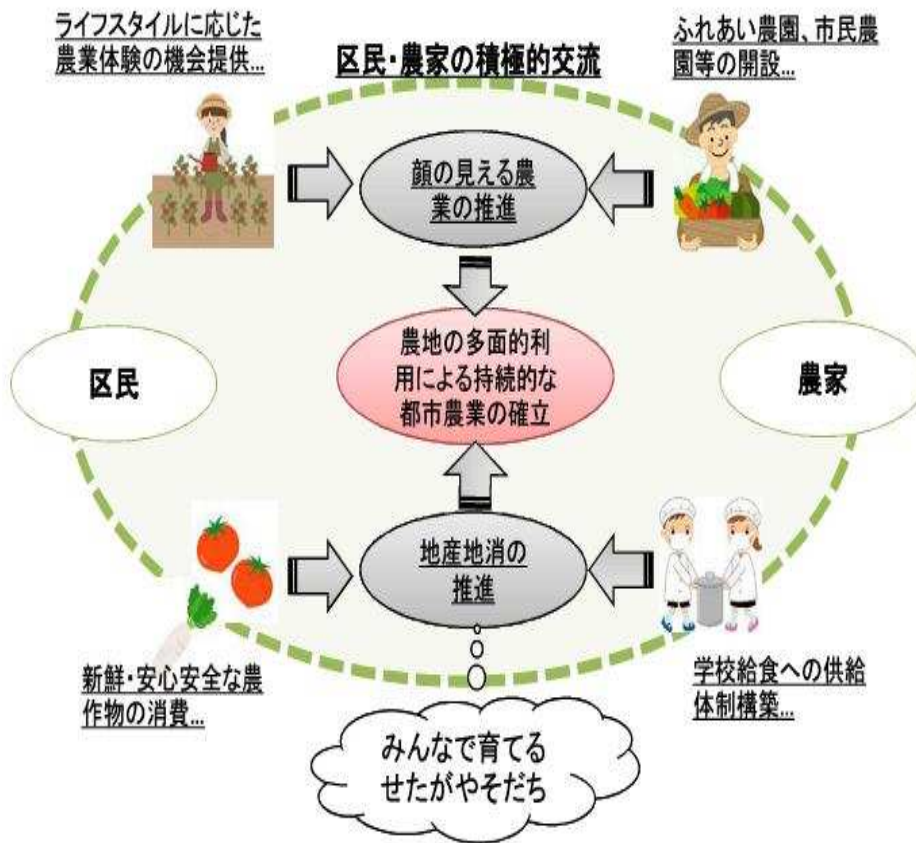 ライフスタイルに応じた
農業体験の機会提供…
区民・農家の積極的交流
ふれあい農園、市民農
園等の開設…
顔の見える農
業の推進
農地の多面的利
用による持続的な
都市農業の確立
区民
農家
地産地消の
推進
新鮮・安心安全な農
作物の消費…
学校給食への供給
体制構築…
みんなで育てる
せたがやそだち